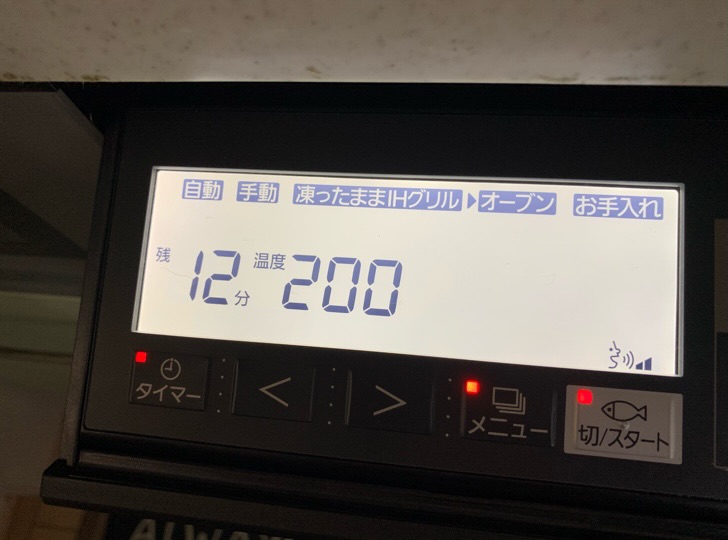 自動 手動 凍ったままIHグリル オーブン お手入れ
残 12分 温度 200
タイマー < > メニュー 切/スタート